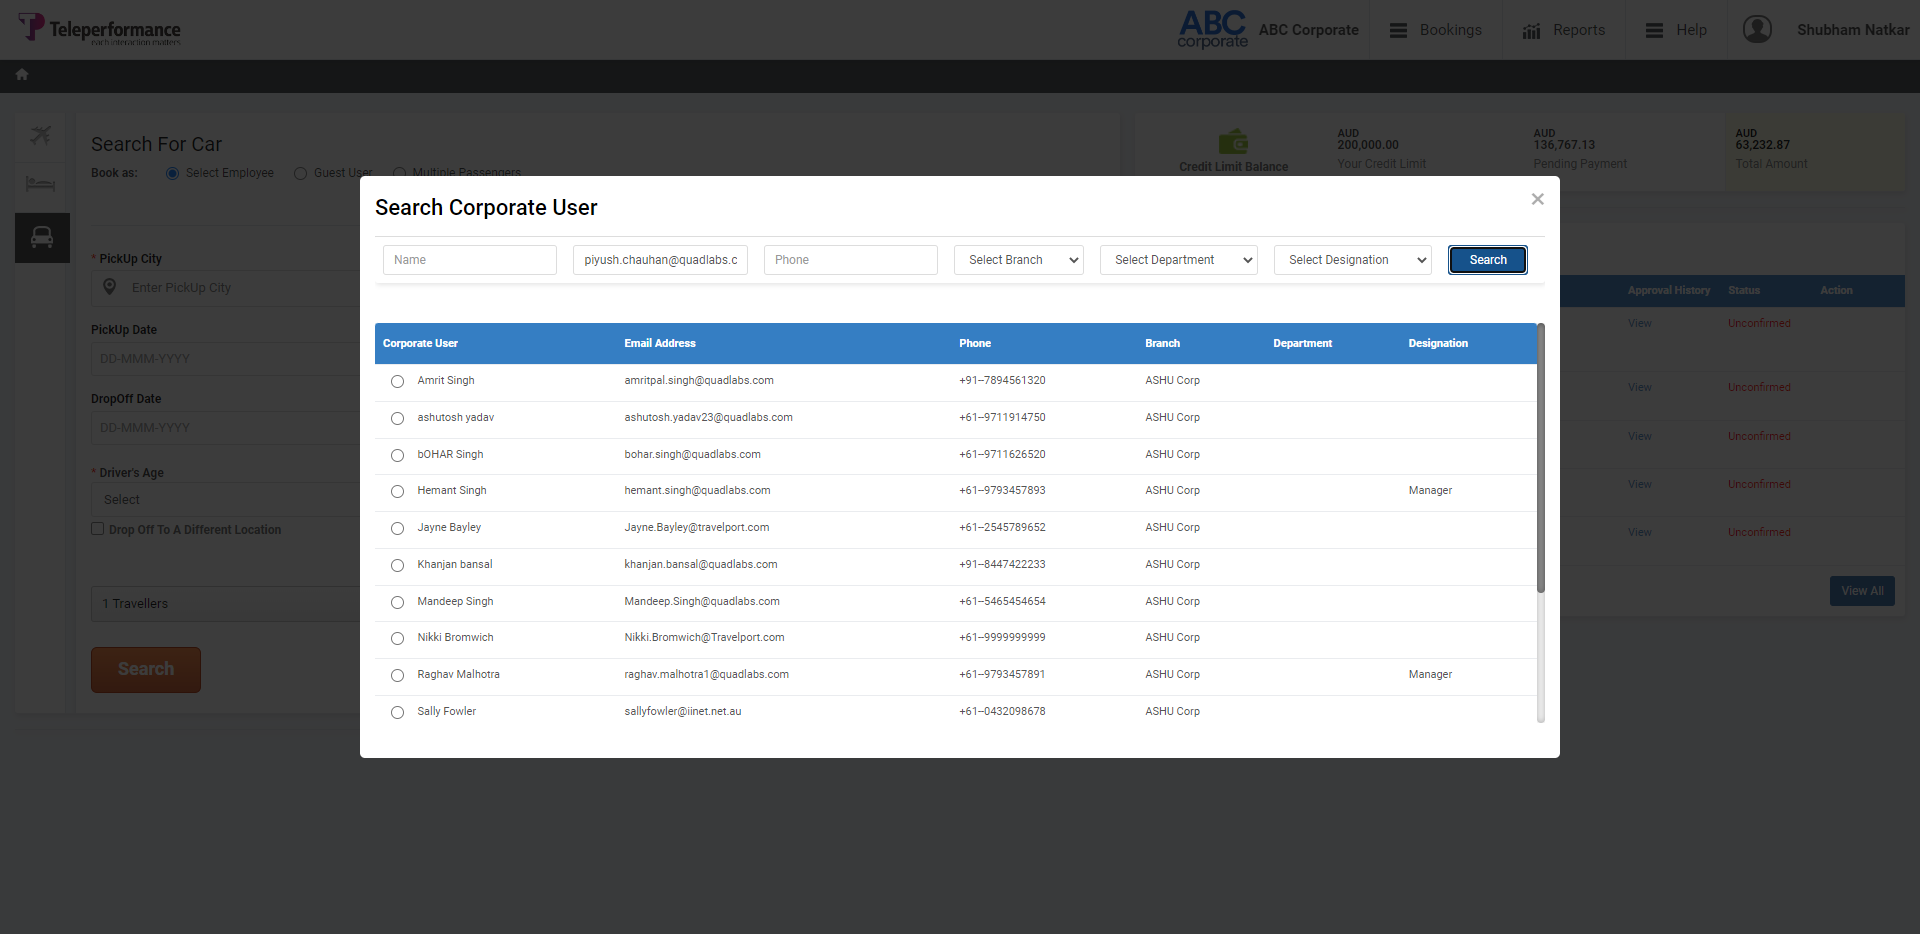 Teleperformance
each interaction matters
ABC
corporate
ABC Corporate
Bookings
Reports
Help
Shubham Natkar
Search For Car
Book as:
Select Employee
Guest User
Multiple Passengers
Credit Limit Balance
AUD
200,000.00
Your Credit Limit
AUD
136,767.13
Pending Payment
AUD
63,232.87
Total Amount
* PickUp City
Enter PickUp City
PickUp Date
DD-MMM-YYYY
DropOff Date
DD-MMM-YYYY
* Driver's Age
Select
Drop Off To A Different Location
1 Travellers
Search
Search Corporate User
×
Name
piyush.chauhan@quadlabs.c
Phone
Select Branch
Select Department
Select Designation
Search
Corporate User Email Address Phone Branch Department Designation
Amrit Singh amritpal.singh@quadlabs.com +91--7894561320 ASHU Corp
ashutosh yadav ashutosh.yadav23@quadlabs.com +61--9711914750 ASHU Corp
bOHAR Singh bohar.singh@quadlabs.com +61--9711626520 ASHU Corp
Hemant Singh hemant.singh@quadlabs.com +61--9793457893 ASHU Corp Manager
Jayne Bayley Jayne.Bayley@travelport.com +61--2545789652 ASHU Corp
Khanjan bansal khanjan.bansal@quadlabs.com +91--8447422233 ASHU Corp
Mandeep Singh Mandeep.Singh@quadlabs.com +61--5465454654 ASHU Corp
Nikki Bromwich Nikki.Bromwich@Travelport.com +61--9999999999 ASHU Corp
Raghav Malhotra raghav.malhotra1@quadlabs.com +61--9793457891 ASHU Corp Manager
Sally Fowler sallyfowler@iinet.net.au +61--0432098678 ASHU Corp
Approval History Status Action
View Unconfirmed
View Unconfirmed
View Unconfirmed
View Unconfirmed
View Unconfirmed
View All